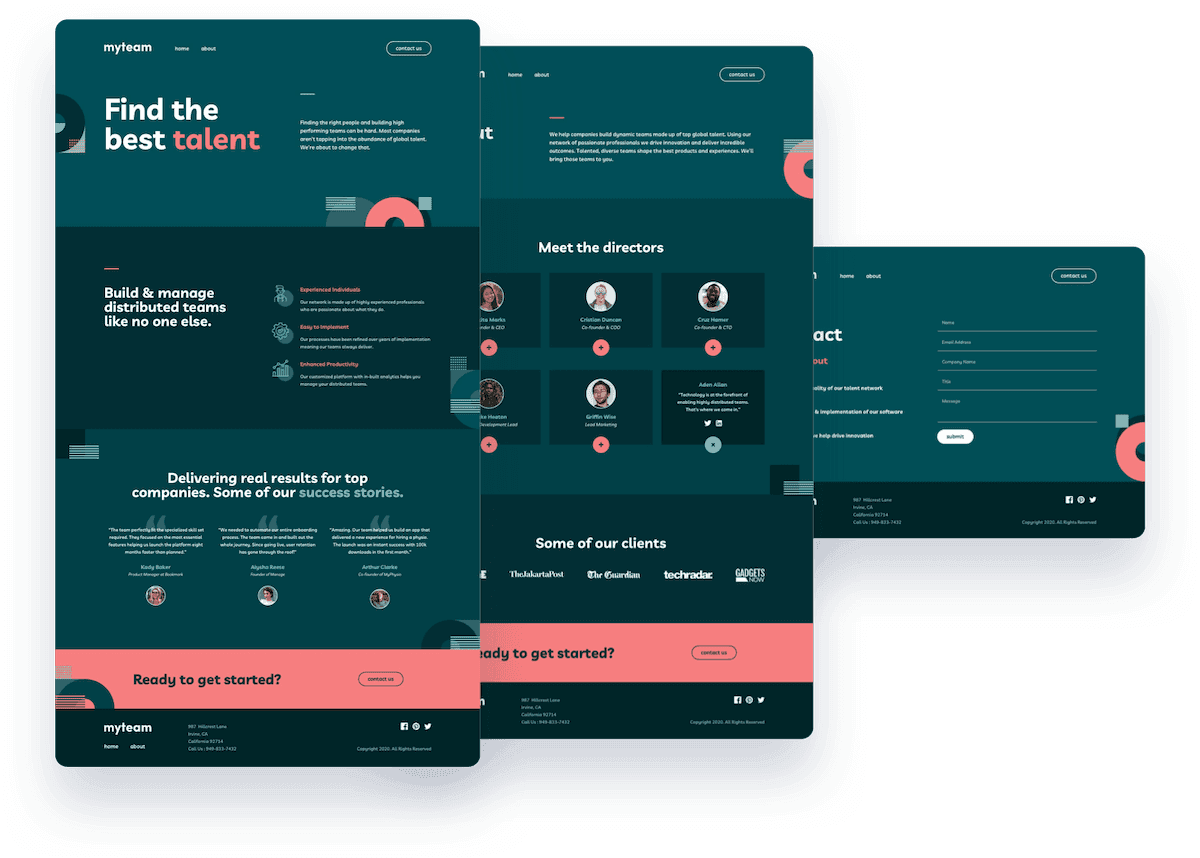 myteam
home about
contact us
Find the
best talent
Finding the right people and building high
performing teams can be hard. Most companies
aren't tapping into the abundance of global talent.
We're about to change that.
Build & manage
distributed teams
like no one else.
Experienced Individuals
Our network is made up of highly experienced professionals
who are passionate about what they do.
Easy to Implement
Our processes have been refined over years of implementation
meaning our teams always deliver.
Enhanced Productivity
Our customized platform with in-built analytics helps you
manage your distributed teams.
Delivering real results for top
companies. Some of our success stories.
“The team perfectly fit the specialized skill set
required. They focused on the most essential
features helping us launch the platform eight
months faster than planned.”
Kady Baker
Product Manager at Bookmark
“We needed to automate our entire onboarding
process. The team came in and built out the
whole journey. Since going live, user retention
has gone through the roof!”
Aiysha Reese
Founder of Manage
“Amazing. Our team helped us build an app that
delivered a new experience for hiring a physio.
The launch was an instant success with 100k
downloads in the first month.”
Arthur Clarke
Co-founder of MyPhysio
Ready to get started?
contact us
myteam
home about
987 Hillcrest Lane
Irvine, CA
California 92714
Call Us : 949-833-7432
Copyright 2020. All Rights Reserved
home about
contact us
ut
We help companies build dynamic teams made up of top global talent. Using our
network of passionate professionals we drive innovation and deliver incredible
outcomes. Talented, diverse teams shape the best products and experiences. We'll
bring those teams to you.
Meet the directors
Marks
nder & CEO
Cristian Duncan
Co-founder & COO
Cruz Hamer
Co-founder & CTO
ke Heaton
Development Lead
Griffin Wise
Lead Marketing
Aden Allan
“Technology is at the forefront of
enabling highly distributed teams.
That's where we come in.”
Some of our clients
E
The Jakarta Post
The Guardian
techradar.
GADGETS
NOW
eady to get started?
contact us
987 Hillcrest Lane
Irvine, CA
California 92714
Call Us : 949-833-7432
Copyright 2020. All Rights Reserved
home about
contact us
act
out
ality of our talent network
& implementation of our software
e help drive innovation
Name
Email Address
Company Name
Title
Message
submit
987 Hillcrest Lane
Irvine, CA
California 92714
Call Us : 949-833-7432
Copyright 2020. All Rights Reserved